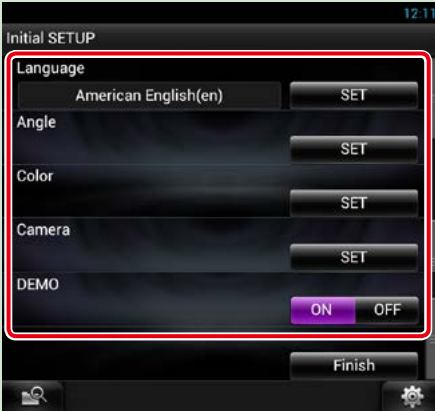 12:11
Initial SETUP
Language
American English(en) SET
Angle
SET
Color
SET
Camera
SET
DEMO
ON OFF
Finish